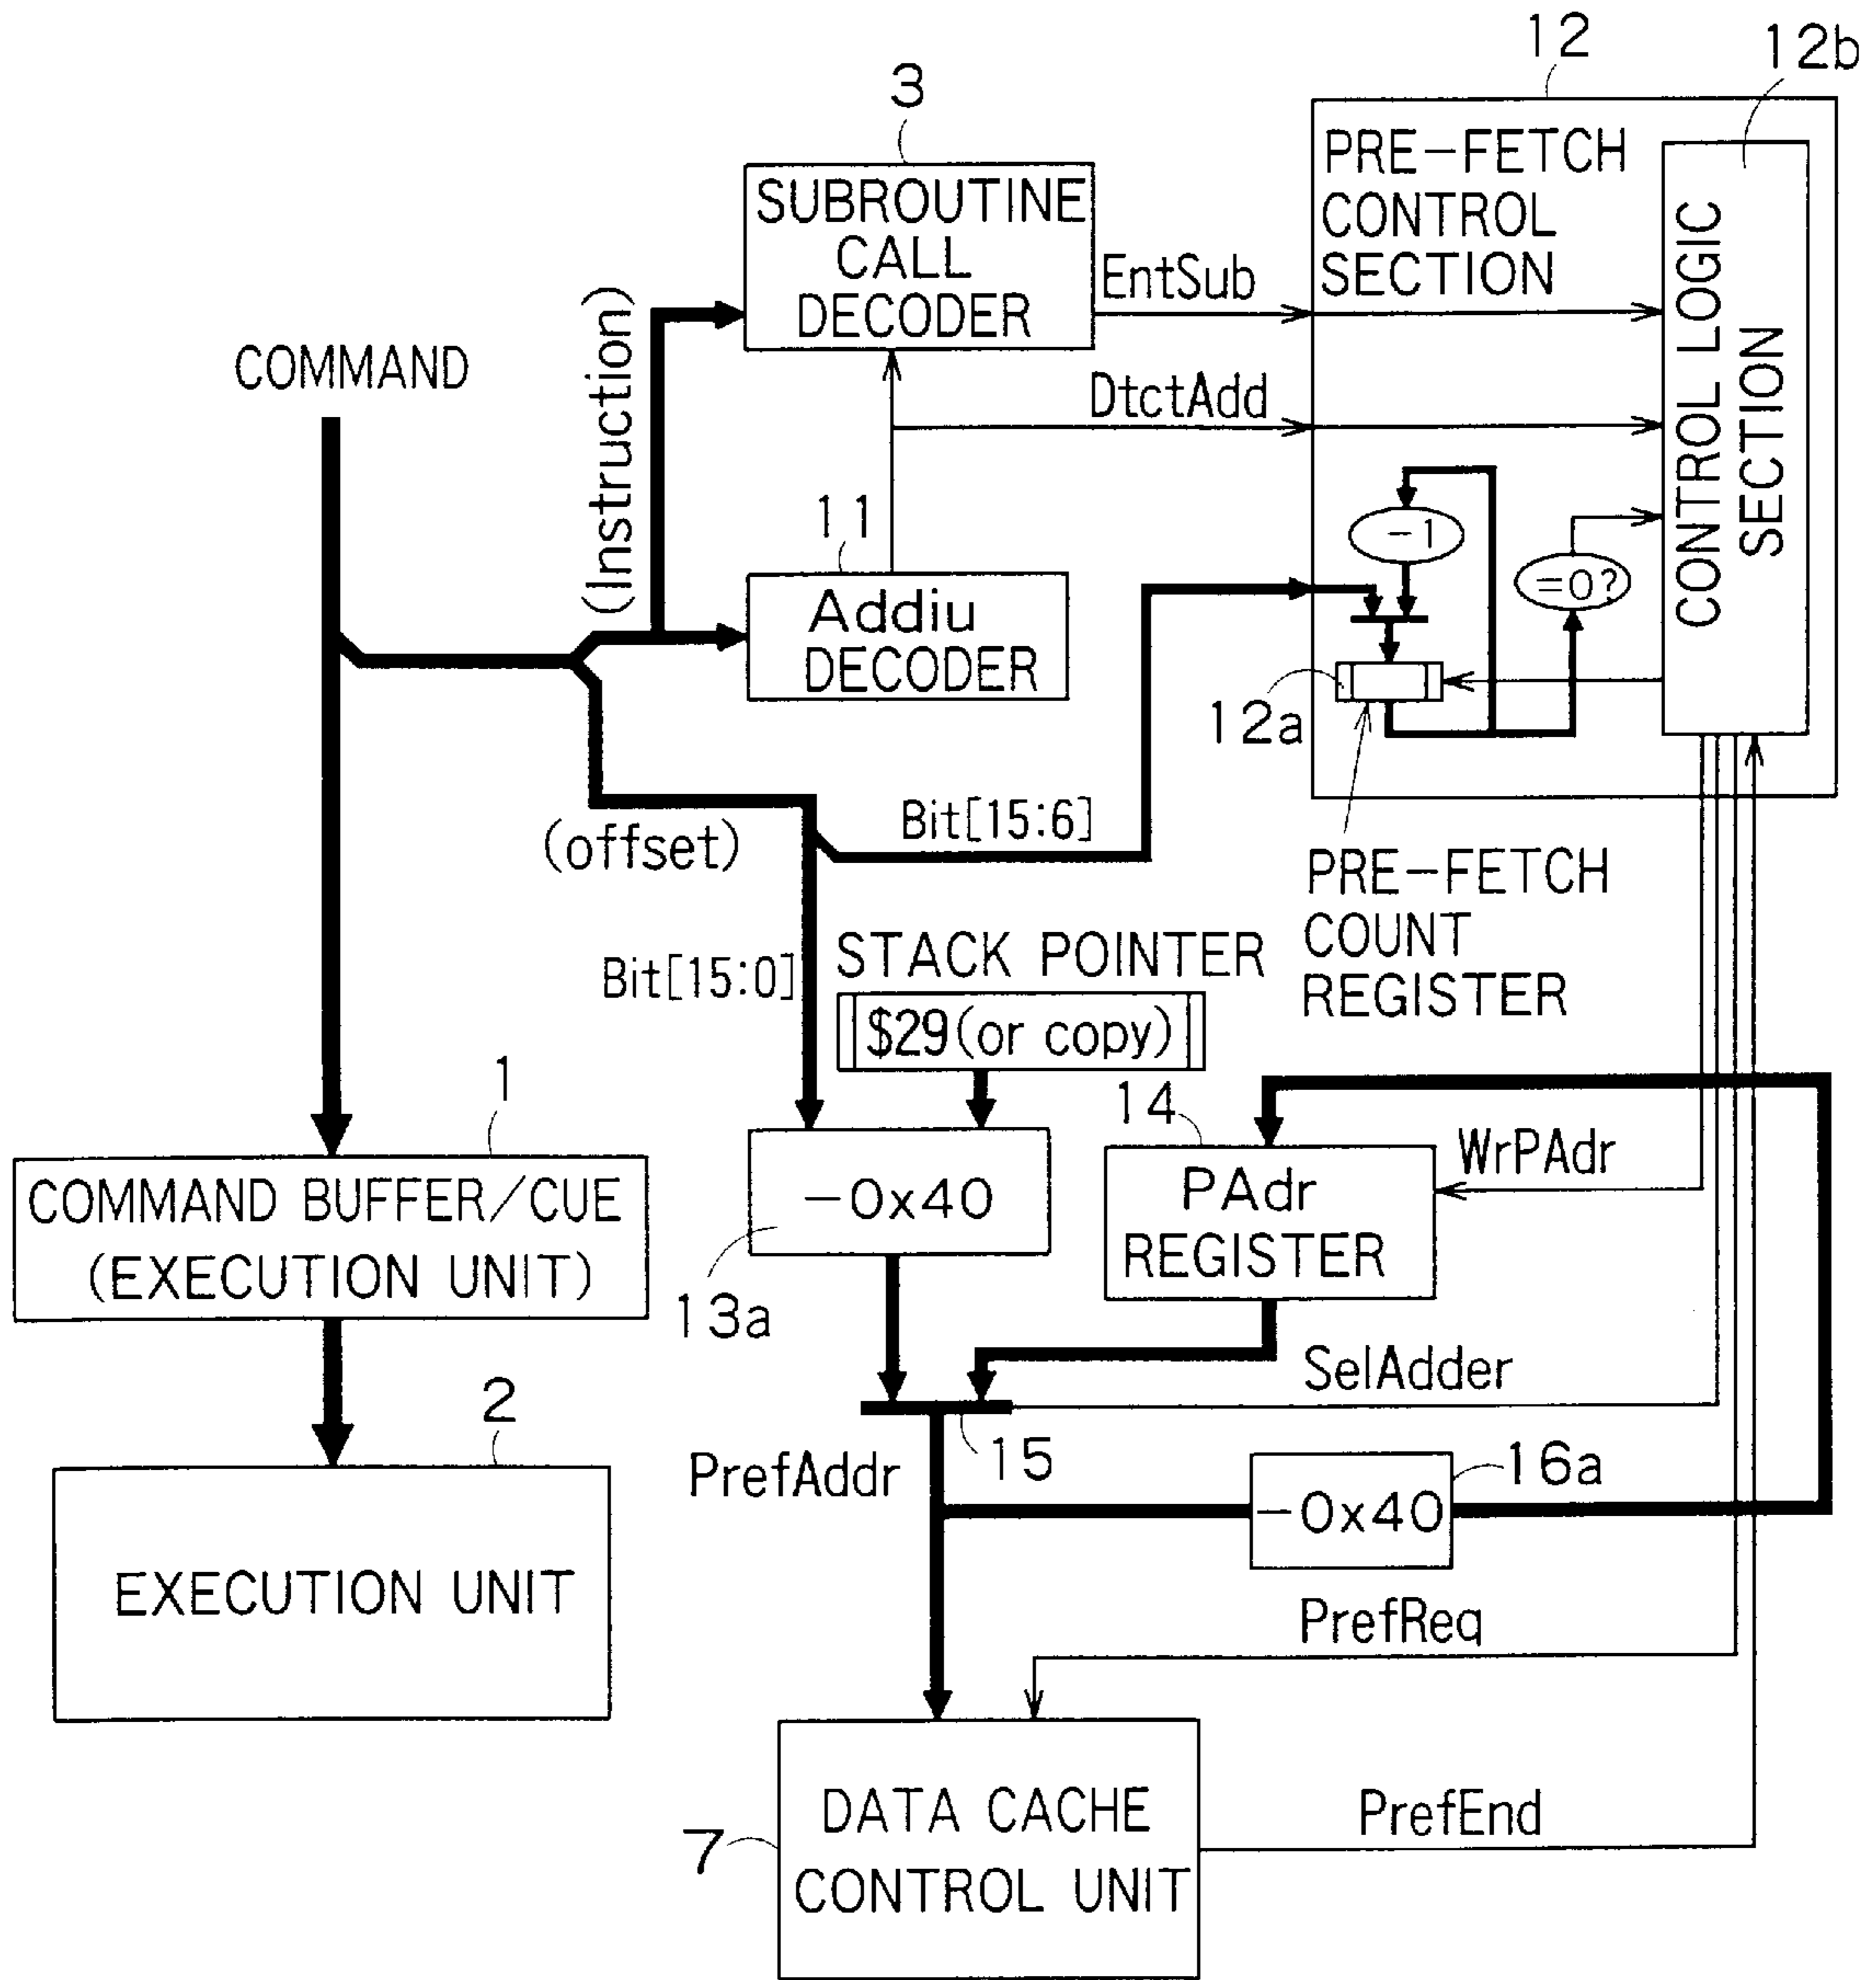 12
12b
3
PRE-FETCH
CONTROL
SECTION
SUBROUTINE
CALL
DECODER
EntSub
CONTROL LOGIC
SECTION
COMMAND
(Instruction)
DtctAdd
11
-1
=0?
Addiu
DECODER
12a
Bit[15:6]
(offset)
PRE-FETCH
COUNT
REGISTER
Bit[15:0]
STACK POINTER
$29(or copy)
1
14
WrPAdr
COMMAND BUFFER/CUE
(EXECUTION UNIT)
-0x40
PAdr
REGISTER
13a
SelAdder
2
15
PrefAddr
16a
-0x40
EXECUTION UNIT
PrefReq
DATA CACHE
CONTROL UNIT
PrefEnd
7